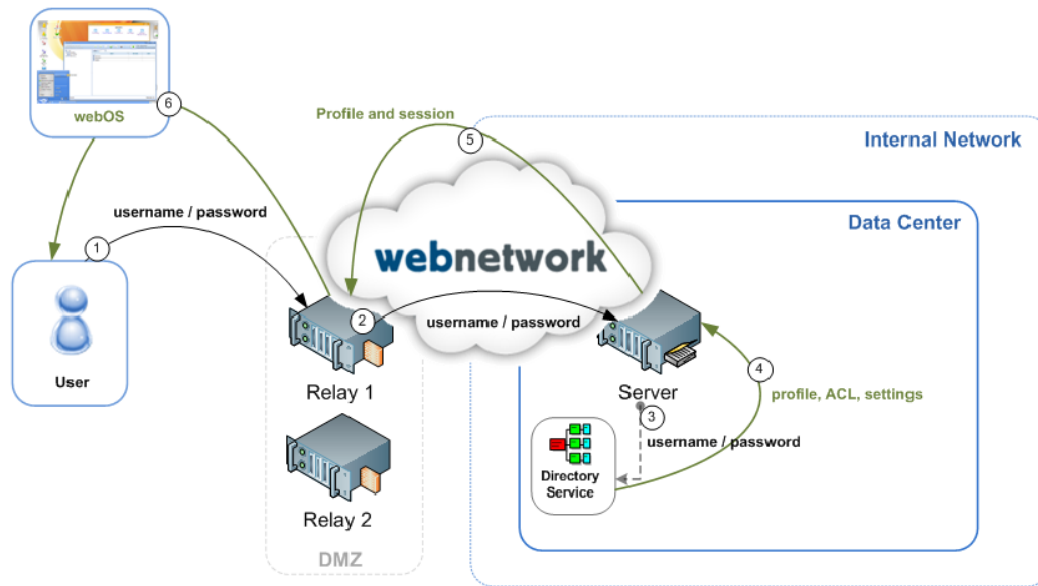 webOS
6
Profile and session
5
Internal Network
username / password
1
Data Center
webnetwork
2
username / password
User
Relay 1
Server
4
profile, ACL, settings
3
username / password
Directory
Service
Relay 2
DMZ